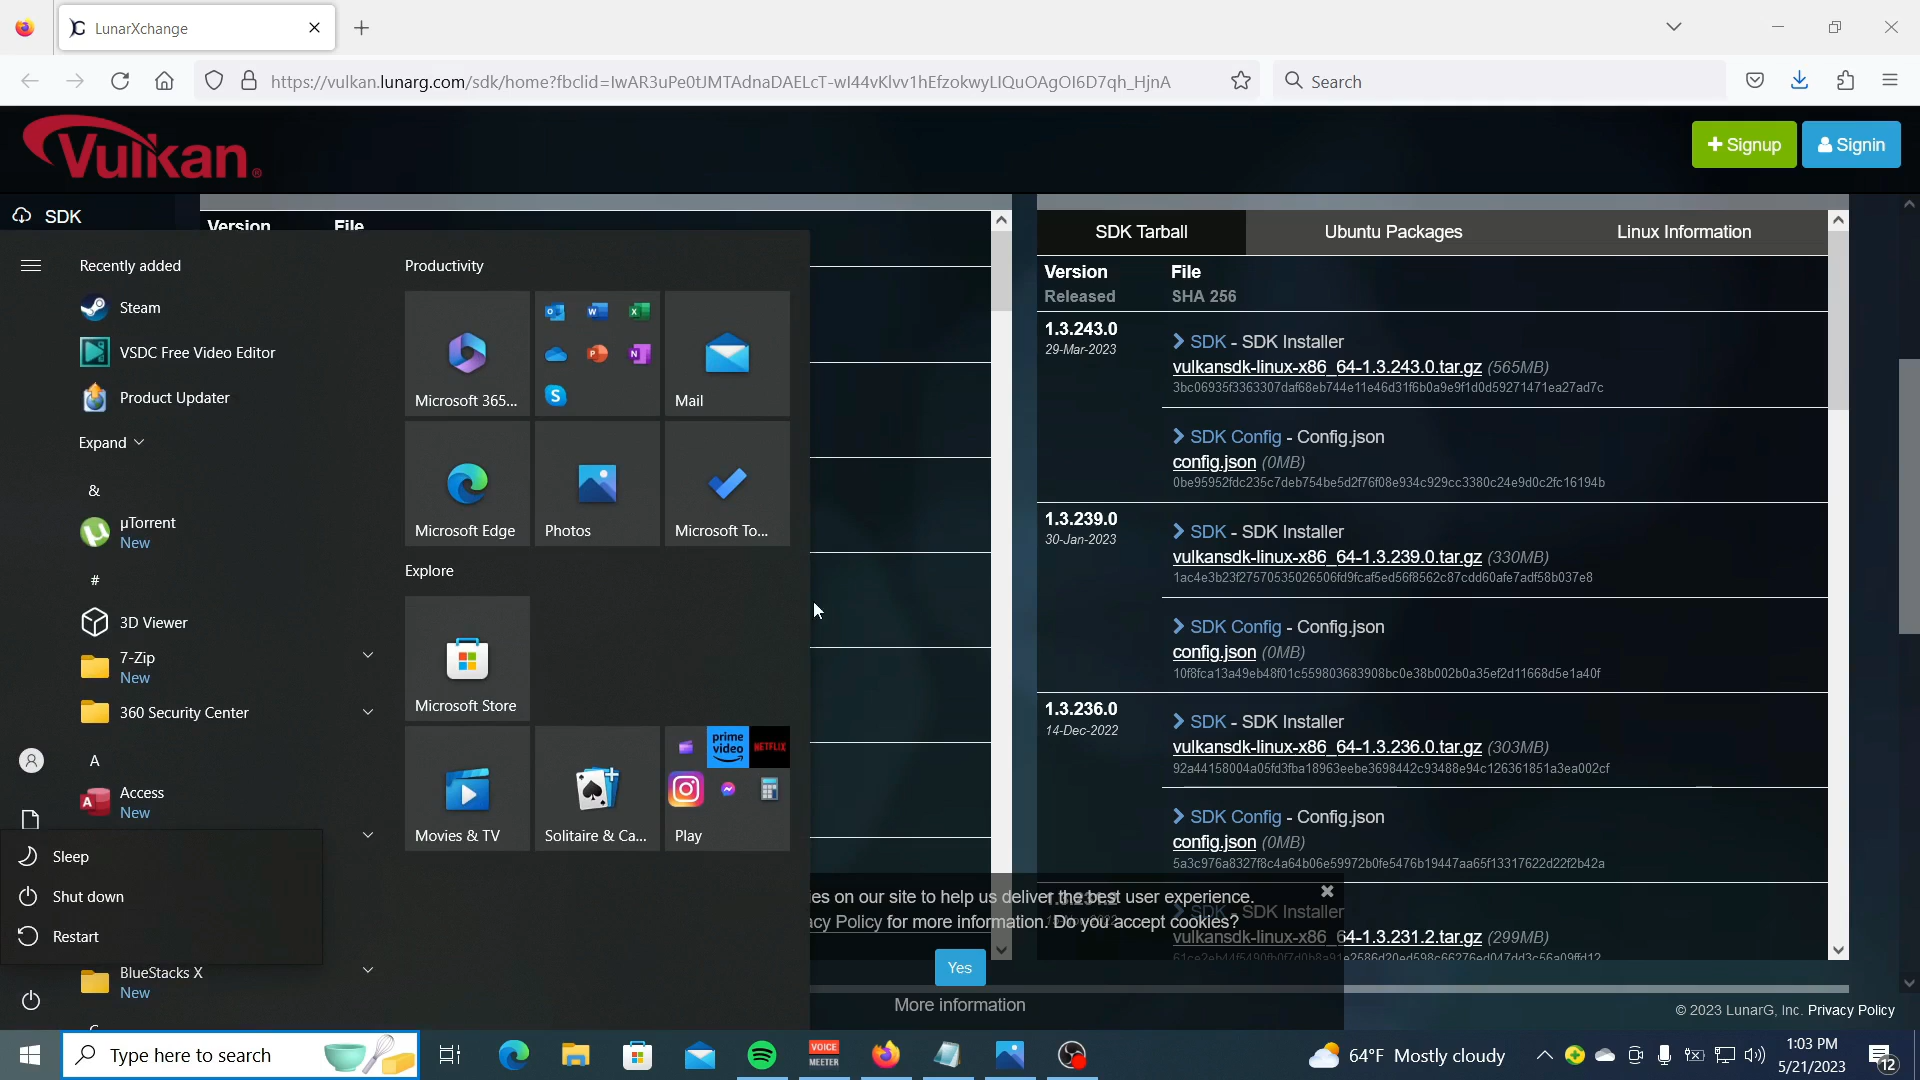 LunarXchange
https://vulkan.lunarg.com/sdk/home?fbclid=IwAR3uPe0tJMTAdnaDAELcT-wI44vKlvv1hEfzokwyLIQuOAgOI6D7qh_HjnA
Search
Vulkan®
Signup
Signin
SDK
Version File
SDK Tarball Ubuntu Packages Linux Information
Version File
Released SHA 256
1.3.243.0
29-Mar-2023
SDK - SDK Installer
vulkansdk-linux-x86_64-1.3.243.0.tar.gz (565MB)
3bc06935f3363307daf68eb744e11e46d31f6b0a9e9f1d0d59271471ea27ad7c
SDK Config - Config.json
config.json (0MB)
0be95952fdc235c7deb754be5d2f76f08e934c929cc3380c24e9d0c2fc16194b
1.3.239.0
30-Jan-2023
SDK - SDK Installer
vulkansdk-linux-x86_64-1.3.239.0.tar.gz (330MB)
1ac4e3b23f27570535026506fd9fcaf5ed56f8562c87cdd60afe7adf58b037e8
SDK Config - Config.json
config.json (0MB)
10f8fca13a49eb48f01c559803683908bc0e38b002b0a35ef2d11668d5e1a40f
1.3.236.0
14-Dec-2022
SDK - SDK Installer
vulkansdk-linux-x86_64-1.3.236.0.tar.gz (303MB)
92a44158004a05fd3fba18963eebe3698442c93488e94c126361851a3ea002cf
SDK Config - Config.json
config.json (0MB)
5a3c976a8327f8c4a64b06e59972b0fe5476b19447aa65f13317622d22f2b42a
1.3.231.2
SDK - SDK Installer
vulkansdk-linux-x86_64-1.3.231.2.tar.gz (299MB)
ies on our site to help us deliver the best user experience.
acy Policy for more information. Do you accept cookies?
Yes
More information
© 2023 LunarG, Inc. Privacy Policy
Recently added
Steam
VSDC Free Video Editor
Product Updater
Expand
&
µTorrent
New
#
3D Viewer
7-Zip
New
360 Security Center
A
Access
New
Sleep
Shut down
Restart
BlueStacks X
New
Productivity
Microsoft 365...
Mail
Microsoft Edge
Photos
Microsoft To...
Explore
Microsoft Store
Movies & TV
Solitaire & Ca...
prime video
NETFLIX
Play
Type here to search
VOICE
MEETER
64°F Mostly cloudy
1:03 PM
5/21/2023
12